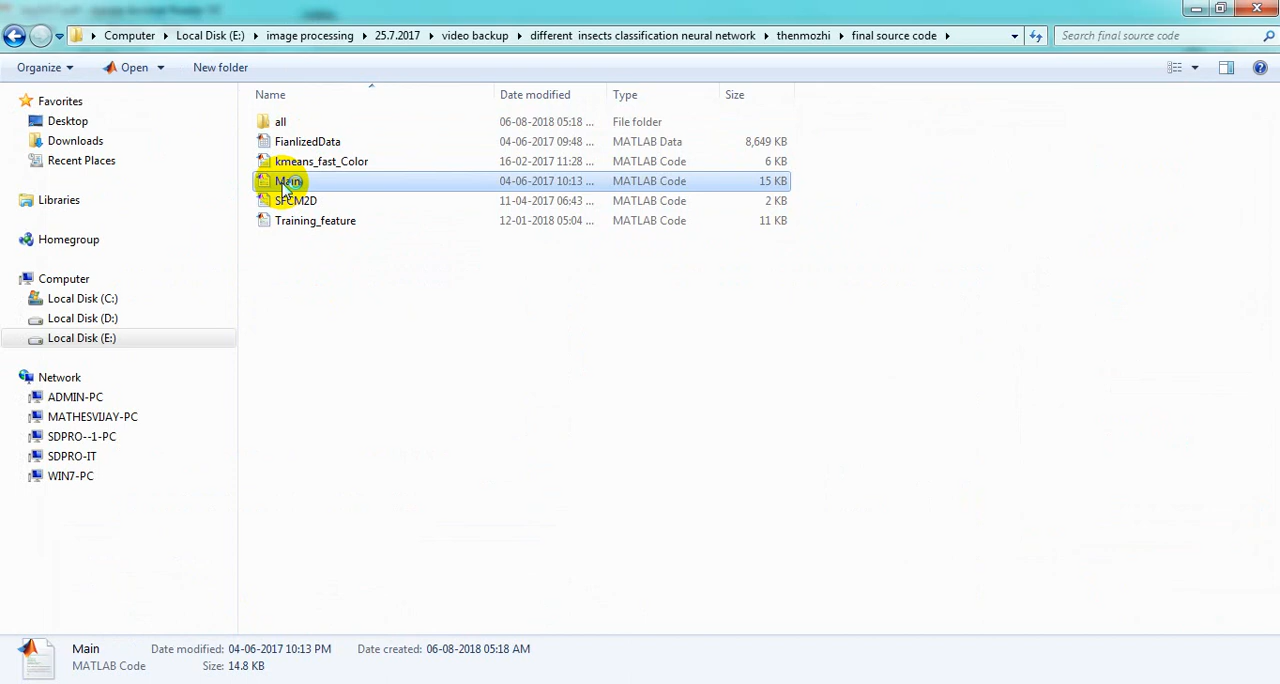 Computer Local Disk (E:) image processing 25.7.2017 video backup different insects classification neural network thenmozhi final source code Search final source code
Organize Open New folder
Name Date modified Type Size
Favorites
Desktop
Downloads
Recent Places
Libraries
Homegroup
Computer
Local Disk (C:)
Local Disk (D:)
Local Disk (E:)
Network
ADMIN-PC
MATHESVIJAY-PC
SDPRO--1-PC
SDPRO-IT
WIN7-PC
all 06-08-2018 05:18 ... File folder
FianlizedData 04-06-2017 09:48 ... MATLAB Data 8,649 KB
kmeans_fast_Color 16-02-2017 11:28 ... MATLAB Code 6 KB
Main 04-06-2017 10:13 ... MATLAB Code 15 KB
SFCM2D 11-04-2017 06:43 ... MATLAB Code 2 KB
Training_feature 12-01-2018 05:04 ... MATLAB Code 11 KB
Main Date modified: 04-06-2017 10:13 PM Date created: 06-08-2018 05:18 AM
MATLAB Code Size: 14.8 KB